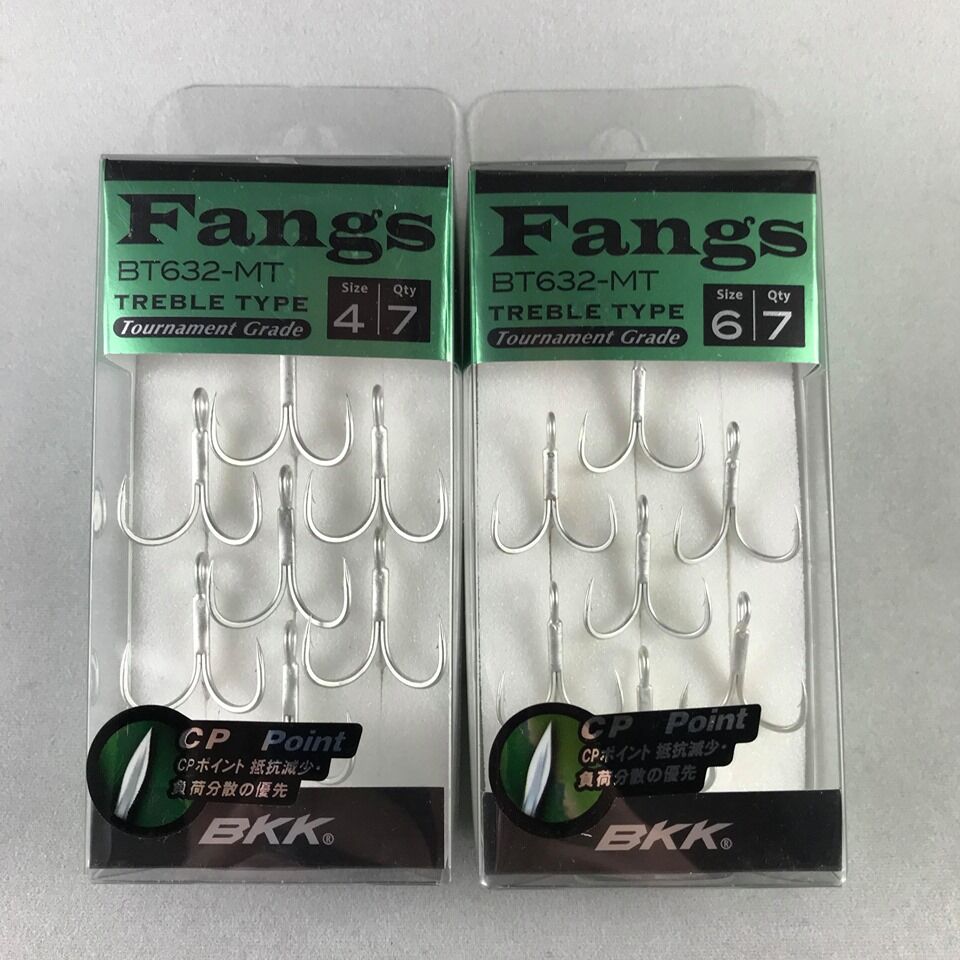 Fangs
BT632-MT
TREBLE TYPE
Tournament Grade
Size Qty
4 7
CP Point
CPポイント 抵抗減少・
負荷分散の優先
BKK®
Fangs
BT632-MT
TREBLE TYPE
Tournament Grade
Size Qty
6 7
CP Point
CPポイント 抵抗減少・
負荷分散の優先
BKK®